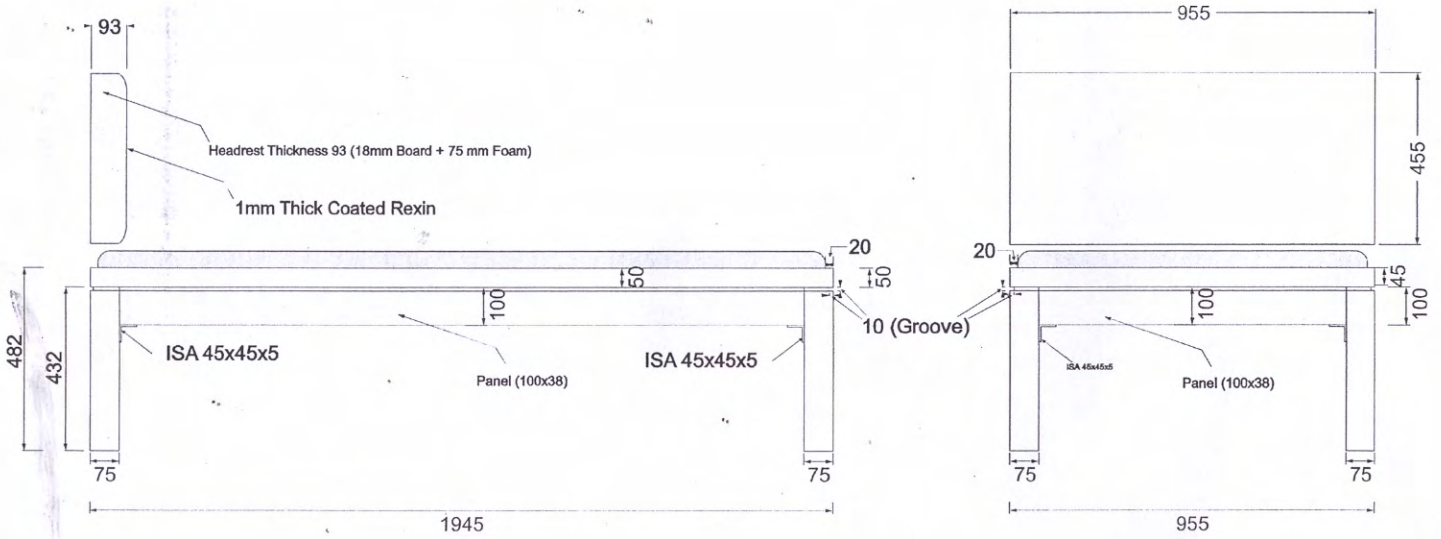 93
955
Headrest Thickness 93 (18mm Board + 75 mm Foam)
1mm Thick Coated Rexin
455
20
50
50
100
10 (Groove)
482
432
ISA 45x45x5
ISA 45x45x5
Panel (100x38)
75
75
1945
20
45
100
100
ISA 45x45x5
Panel (100x38)
75
75
955